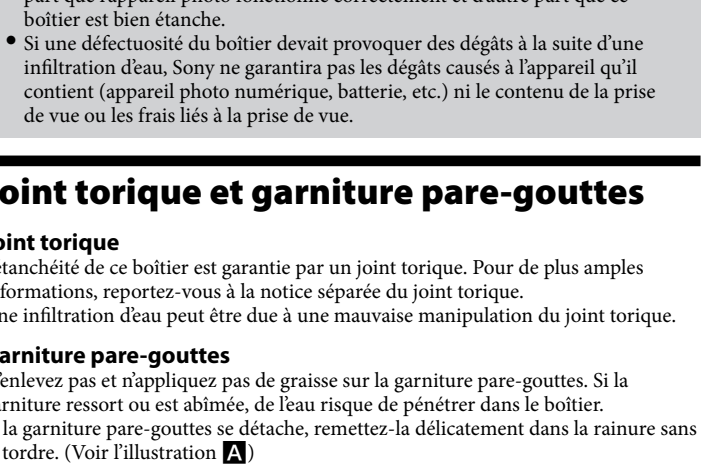 part que l'appareil photo fonctionne correctement et d'autre part que ce
boîtier est bien étanche.
• Si une défectuosité du boîtier devait provoquer des dégâts à la suite d'une
infiltration d'eau, Sony ne garantira pas les dégâts causés à l'appareil qu'il
contient (appareil photo numérique, batterie, etc.) ni le contenu de la prise
de vue ou les frais liés à la prise de vue.
oint torique et garniture pare-gouttes
oint torique
étanchéité de ce boîtier est garantie par un joint torique. Pour de plus amples
formations, reportez-vous à la notice séparée du joint torique.
ne infiltration d'eau peut être due à une mauvaise manipulation du joint torique.
arniture pare-gouttes
'enlevez pas et n'appliquez pas de graisse sur la garniture pare-gouttes. Si la
rniture ressort ou est abîmée, de l'eau risque de pénétrer dans le boîtier.
la garniture pare-gouttes se détache, remettez-la délicatement dans la rainure sans
tordre. (Voir l'illustration A)